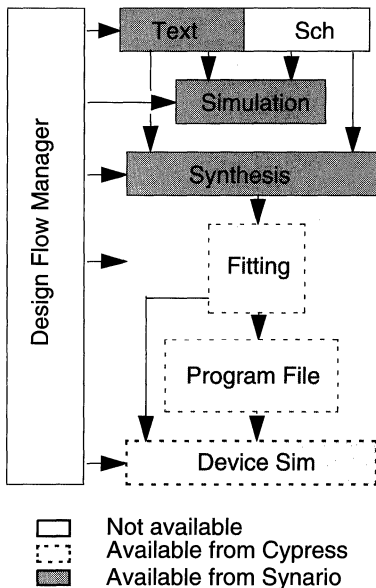 Text
Sch
Simulation
Synthesis
Design Flow Manager
Fitting
Program File
Device Sim
Not available
Available from Cypress
Available from Synario